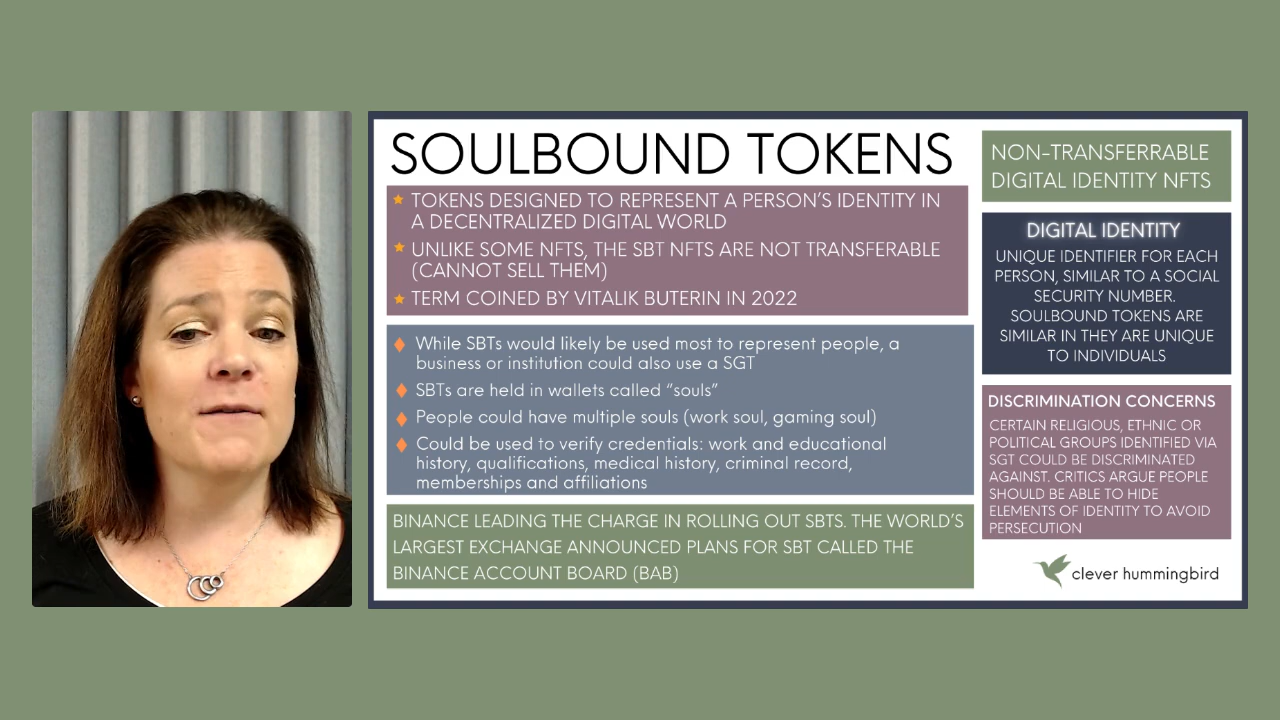 SOULBOUND TOKENS
TOKENS DESIGNED TO REPRESENT A PERSON'S IDENTITY IN
A DECENTRALIZED DIGITAL WORLD
UNLIKE SOME NFTS, THE SBT NFTS ARE NOT TRANSFERABLE
(CANNOT SELL THEM)
TERM COINED BY VITALIK BUTERIN IN 2022
While SBTs would likely be used most to represent people, a
business or institution could also use a SGT
SBTs are held in wallets called "souls"
People could have multiple souls (work soul, gaming soul)
Could be used to verify credentials: work and educational
history, qualifications, medical history, criminal record,
memberships and affiliations
BINANCE LEADING THE CHARGE IN ROLLING OUT SBTS. THE WORLD'S
LARGEST EXCHANGE ANNOUNCED PLANS FOR SBT CALLED THE
BINANCE ACCOUNT BOARD (BAB)
NON-TRANSFERRABLE
DIGITAL IDENTITY NFTS
DIGITAL IDENTITY
UNIQUE IDENTIFIER FOR EACH
PERSON, SIMILAR TO A SOCIAL
SECURITY NUMBER.
SOULBOUND TOKENS ARE
SIMILAR IN THEY ARE UNIQUE
TO INDIVIDUALS
DISCRIMINATION CONCERNS
CERTAIN RELIGIOUS, ETHNIC OR
POLITICAL GROUPS IDENTIFIED VIA
SGT COULD BE DISCRIMINATED
AGAINST. CRITICS ARGUE PEOPLE
SHOULD BE ABLE TO HIDE
ELEMENTS OF IDENTITY TO AVOID
PERSECUTION
clever hummingbird